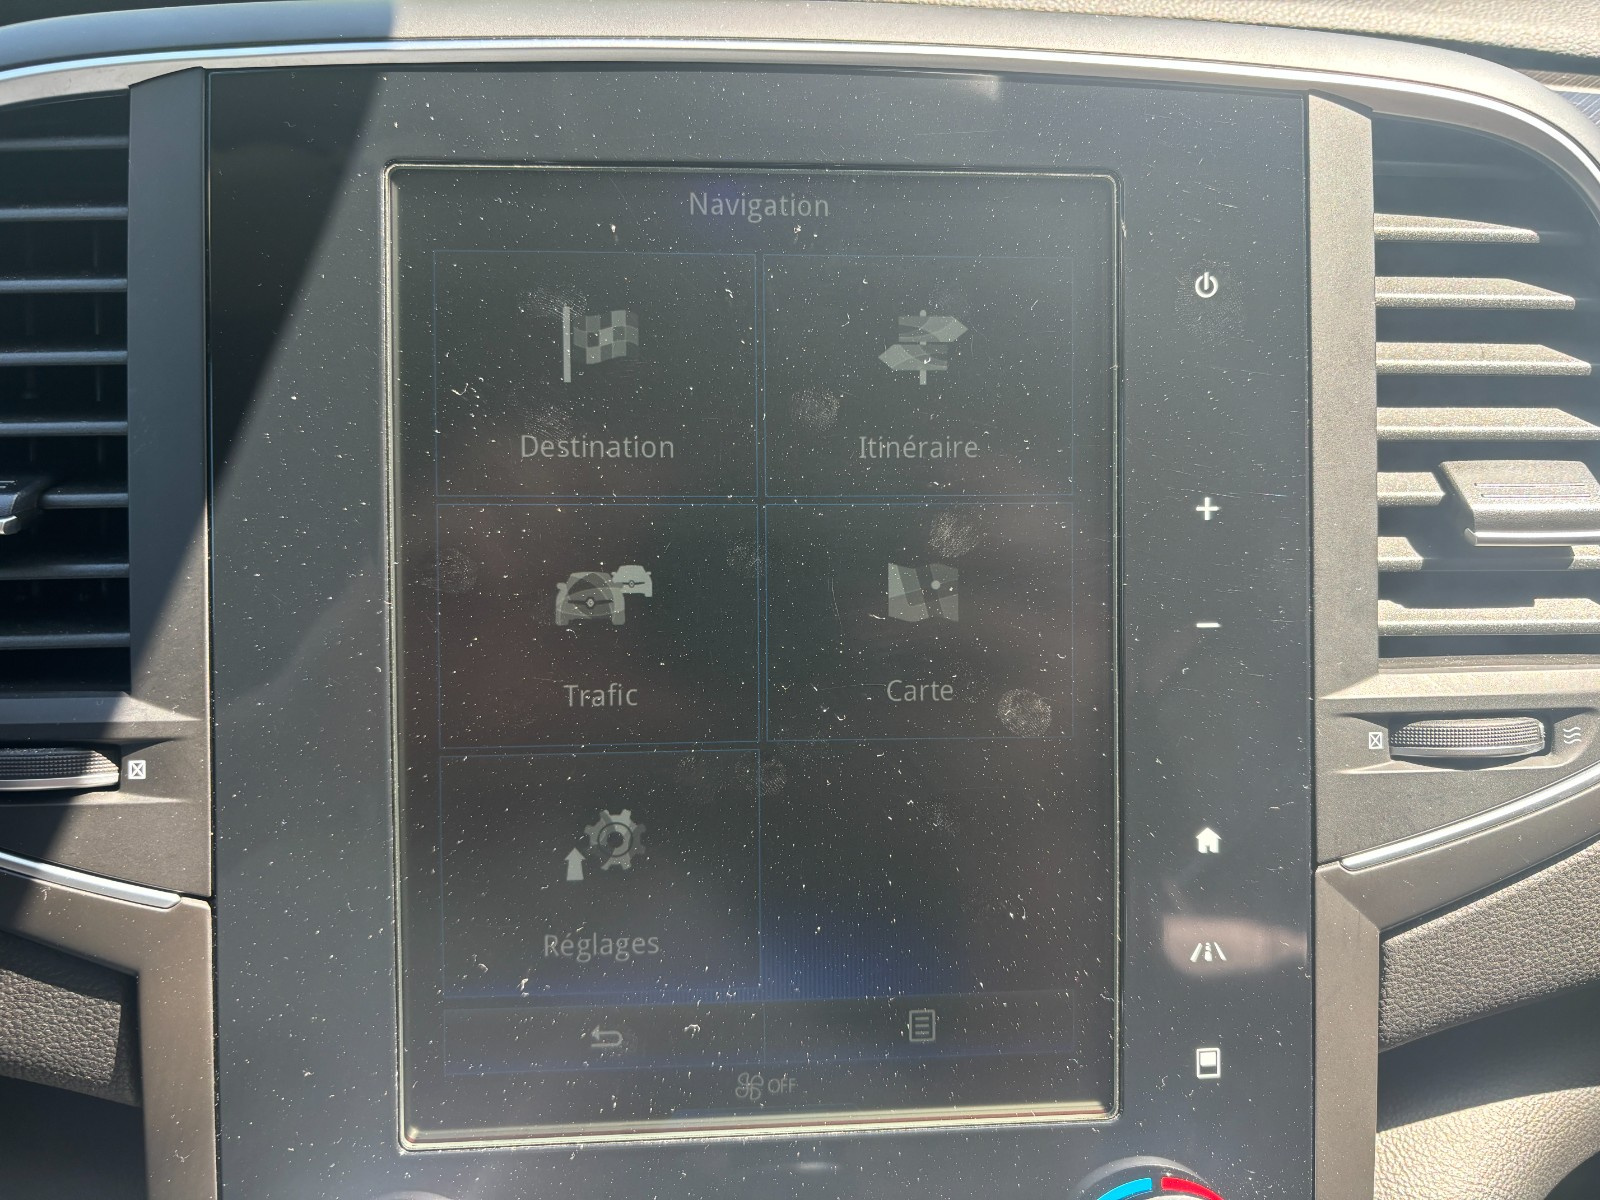 Navigation
Destination
Itinéraire
Trafic
Carte
Réglages
OFF